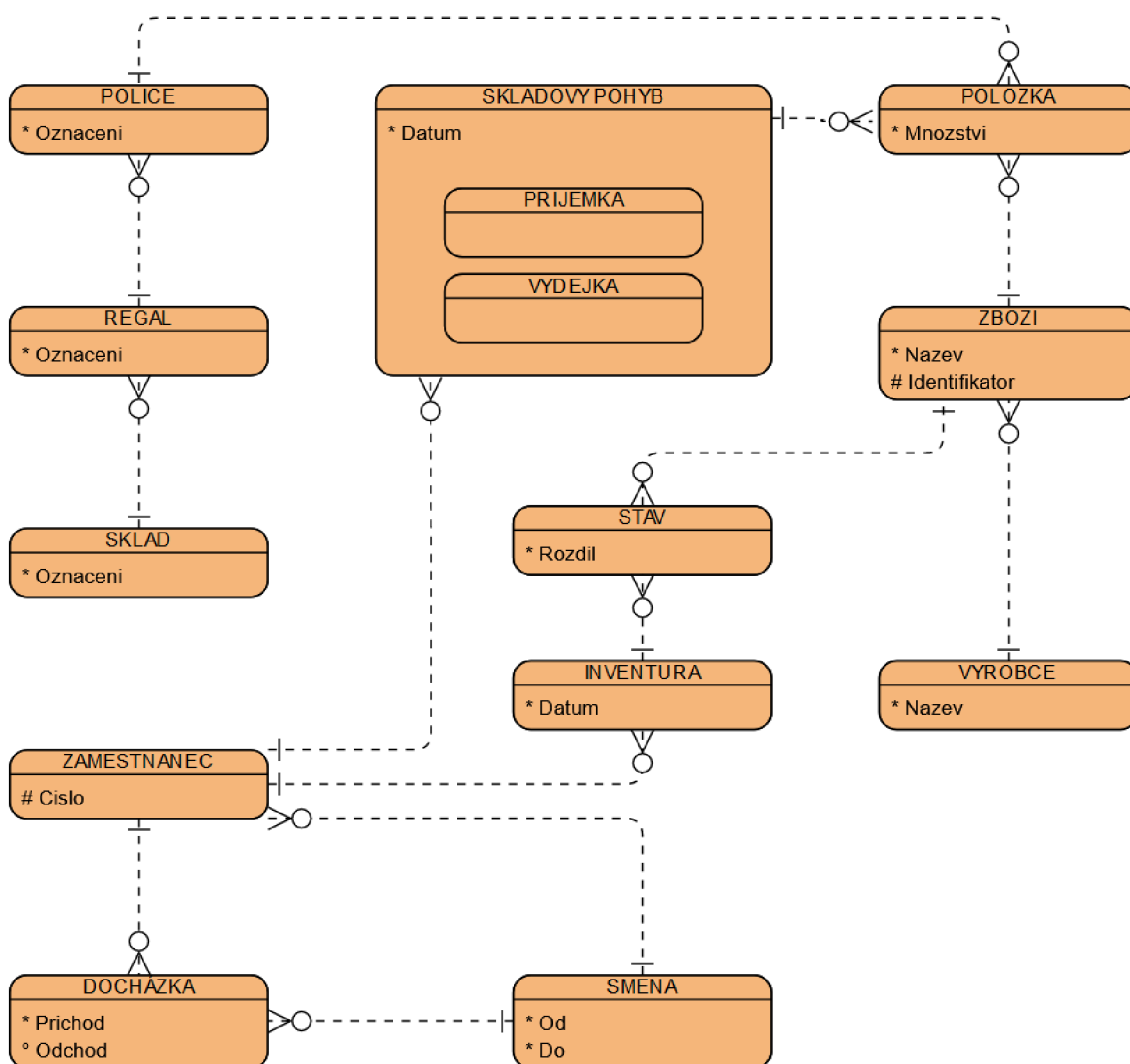 POLICE
* Oznaceni
SKLADOVY POHYB
* Datum
PRIJEMKA
VYDEJKA
POLOZKA
* Mnozstvi
REGAL
* Oznaceni
ZBOZI
* Nazev
# Identifikator
SKLAD
* Oznaceni
STAV
* Rozdil
INVENTURA
* Datum
VYROBCE
* Nazev
ZAMESTNANEC
# Cislo
DOCHÁZKA
* Prichod
° Odchod
SMENA
* Od
* Do